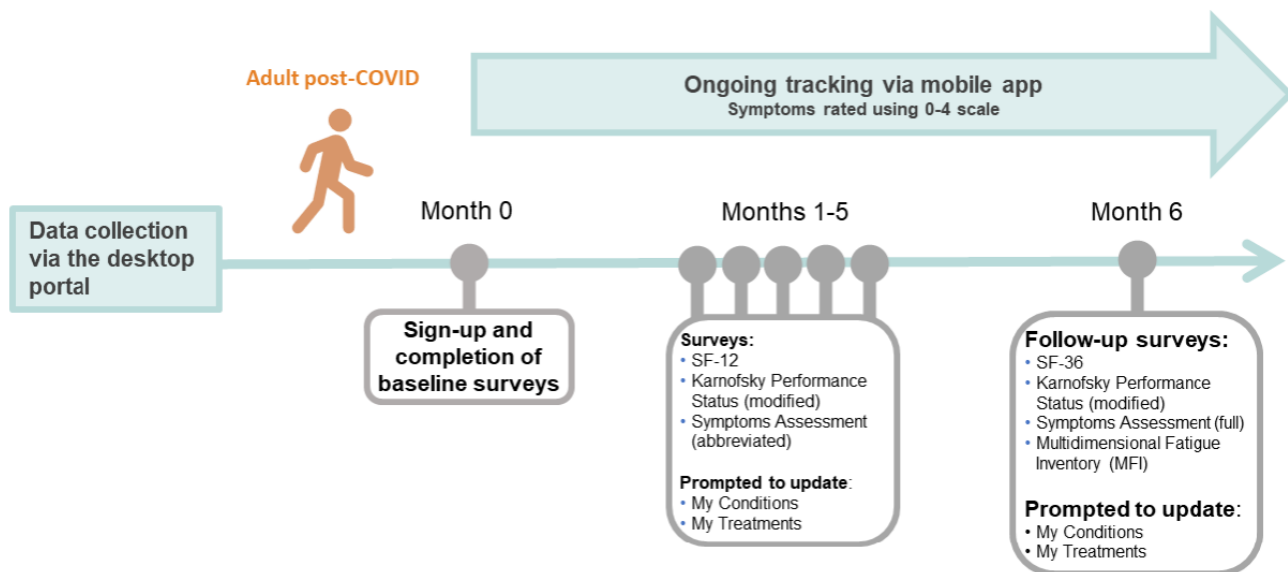 Adult post-COVID
Ongoing tracking via mobile app
Symptoms rated using 0-4 scale
Data collection
via the desktop
portal
Month 0
Months 1-5
Month 6
Sign-up and
completion of
baseline surveys
Surveys:
• SF-12
• Karnofsky Performance
Status (modified)
• Symptoms Assessment
(abbreviated)
Prompted to update:
• My Conditions
• My Treatments
Follow-up surveys:
• SF-36
• Karnofsky Performance
Status (modified)
• Symptoms Assessment (full)
• Multidimensional Fatigue
Inventory (MFI)
Prompted to update:
• My Conditions
• My Treatments